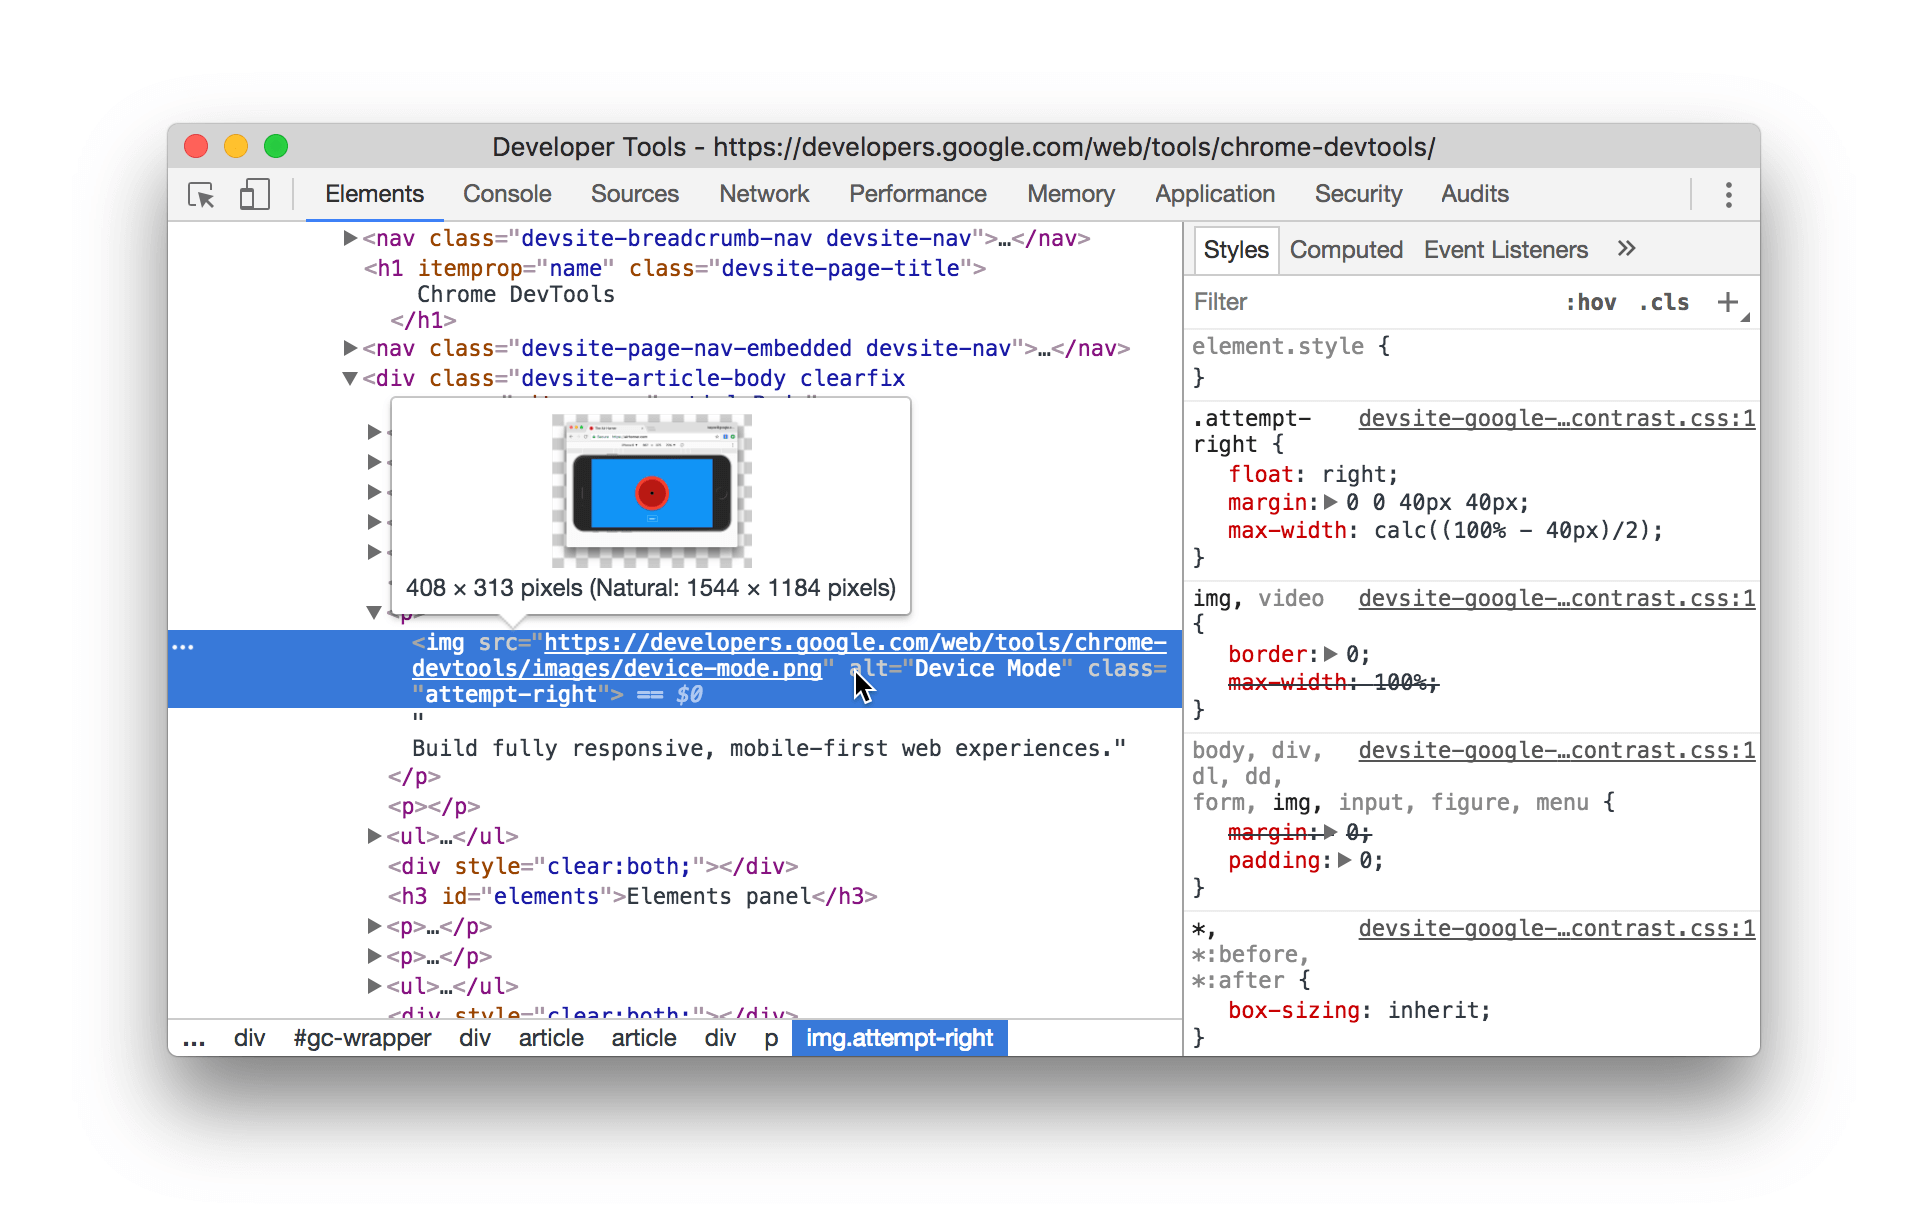 Developer Tools - https://developers.google.com/web/tools/chrome-devtools/
Elements Console Sources Network Performance Memory Application Security Audits
<nav class="devsite-breadcrumb-nav devsite-nav">…</nav>
<h1 itemprop="name" class="devsite-page-title">
Chrome DevTools
</h1>
<nav class="devsite-page-nav-embedded devsite-nav">…</nav>
<div class="devsite-article-body clearfix
408 × 313 pixels (Natural: 1544 × 1184 pixels)
<p>
…
<img src="https://developers.google.com/web/tools/chrome-
devtools/images/device-mode.png" alt="Device Mode" class=
"attempt-right"> == $0
"
Build fully responsive, mobile-first web experiences."
</p>
<p></p>
<ul>…</ul>
<div style="clear:both;"></div>
<h3 id="elements">Elements panel</h3>
<p>…</p>
<p>…</p>
<ul>…</ul>
<div style="clear:both;"></div>
… div #gc-wrapper div article article div p img.attempt-right
Styles Computed Event Listeners »
Filter :hov .cls +
element.style {
}
.attempt- devsite-google-…contrast.css:1
right {
float: right;
margin: 0 0 40px 40px;
max-width: calc((100% - 40px)/2);
}
img, video devsite-google-…contrast.css:1
{
border: 0;
max-width: 100%;
}
body, div, devsite-google-…contrast.css:1
dl, dd,
form, img, input, figure, menu {
margin: 0;
padding: 0;
}
*, devsite-google-…contrast.css:1
*:before,
*:after {
box-sizing: inherit;
}